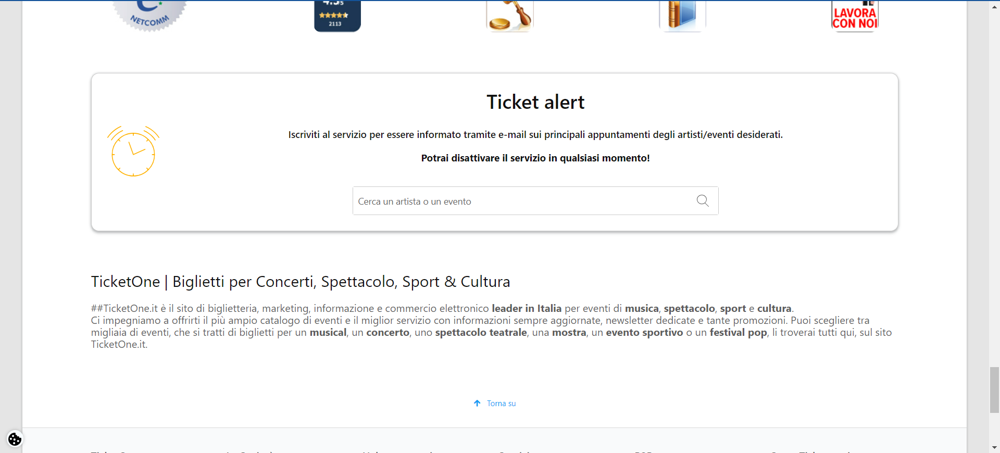 NETCOMM
2113
LAVORA
CON NOI
Ticket alert
Iscriviti al servizio per essere informato tramite e-mail sui principali appuntamenti degli artisti/eventi desiderati.
Potrai disattivare il servizio in qualsiasi momento!
Cerca un artista o un evento
TicketOne | Biglietti per Concerti, Spettacolo, Sport & Cultura
##TicketOne.it è il sito di biglietteria, marketing, informazione e commercio elettronico leader in Italia per eventi di musica, spettacolo, sport e cultura.
Ci impegniamo a offrirti il più ampio catalogo di eventi e il miglior servizio con informazioni sempre aggiornate, newsletter dedicate e tante promozioni. Puoi scegliere tra
migliaia di eventi, che si tratti di biglietti per un musical, un concerto, uno spettacolo teatrale, una mostra, un evento sportivo o un festival pop, li troverai tutti qui, sul sito
TicketOne.it.
Torna su